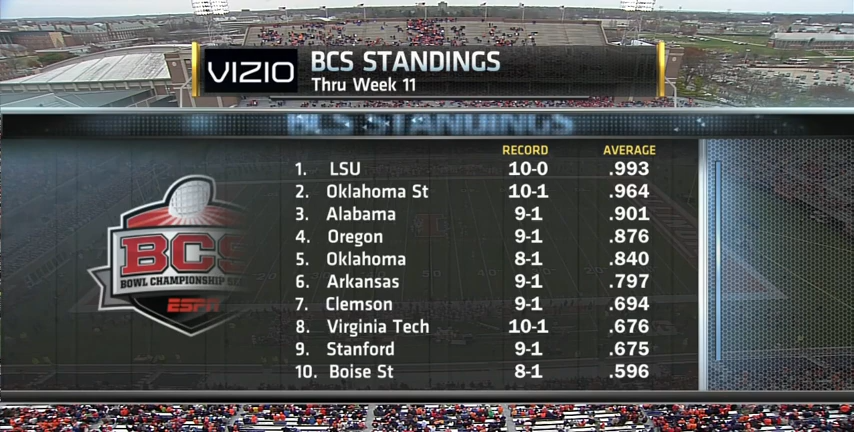 VIZIO
BCS STANDINGS
Thru Week 11
BCS STANDINGS
RECORD AVERAGE
1. LSU 10-0 .993
2. Oklahoma St 10-1 .964
3. Alabama 9-1 .901
4. Oregon 9-1 .876
5. Oklahoma 8-1 .840
6. Arkansas 9-1 .797
7. Clemson 9-1 .694
8. Virginia Tech 10-1 .676
9. Stanford 9-1 .675
10. Boise St 8-1 .596
BCS
BOWL CHAMPIONSHIP
ESPN